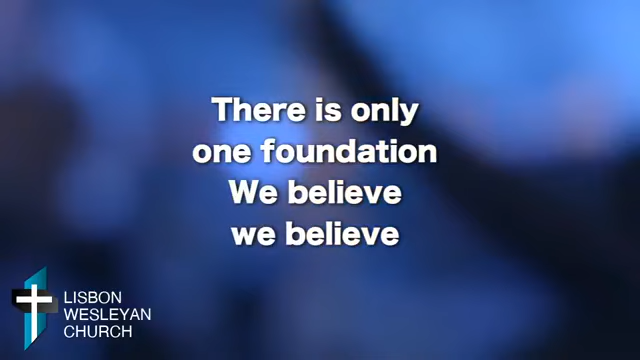 There is only
one foundation
We believe
we believe
LISBON
WESLEYAN
CHURCH